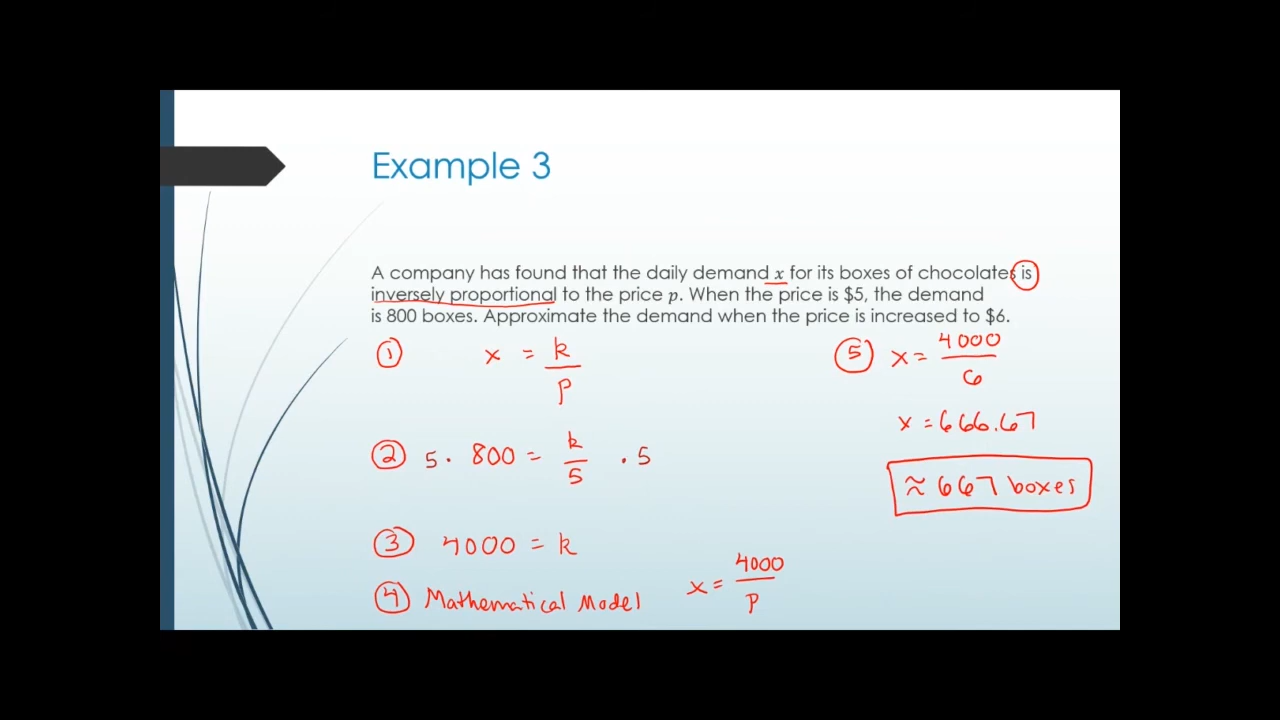 Example 3
A company has found that the daily demand x for its boxes of chocolates is
inversely proportional to the price p. When the price is $5, the demand
is 800 boxes. Approximate the demand when the price is increased to $6.
① x = k/p
② 5 · 800 = k/5 · 5
③ 4000 = k
④ Mathematical Model x = 4000/p
⑤ x = 4000/6
x = 666.67
≈ 667 boxes